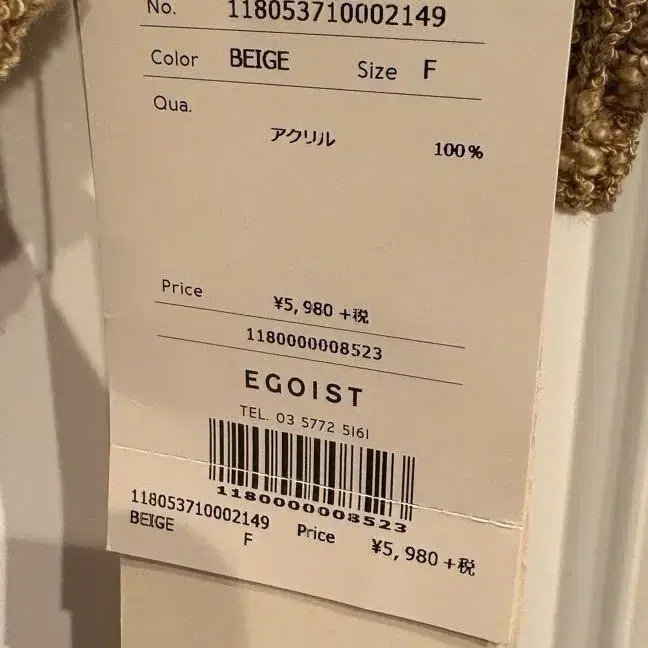 No. 118053710002149
Color BEIGE Size F
Qua.
アクリル 100%
Price ¥5,980 +税
1180000008523
EGOIST
TEL. 03 5772 5161
1180000008523
118053710002149 Price ¥5,980 +税
BEIGE F